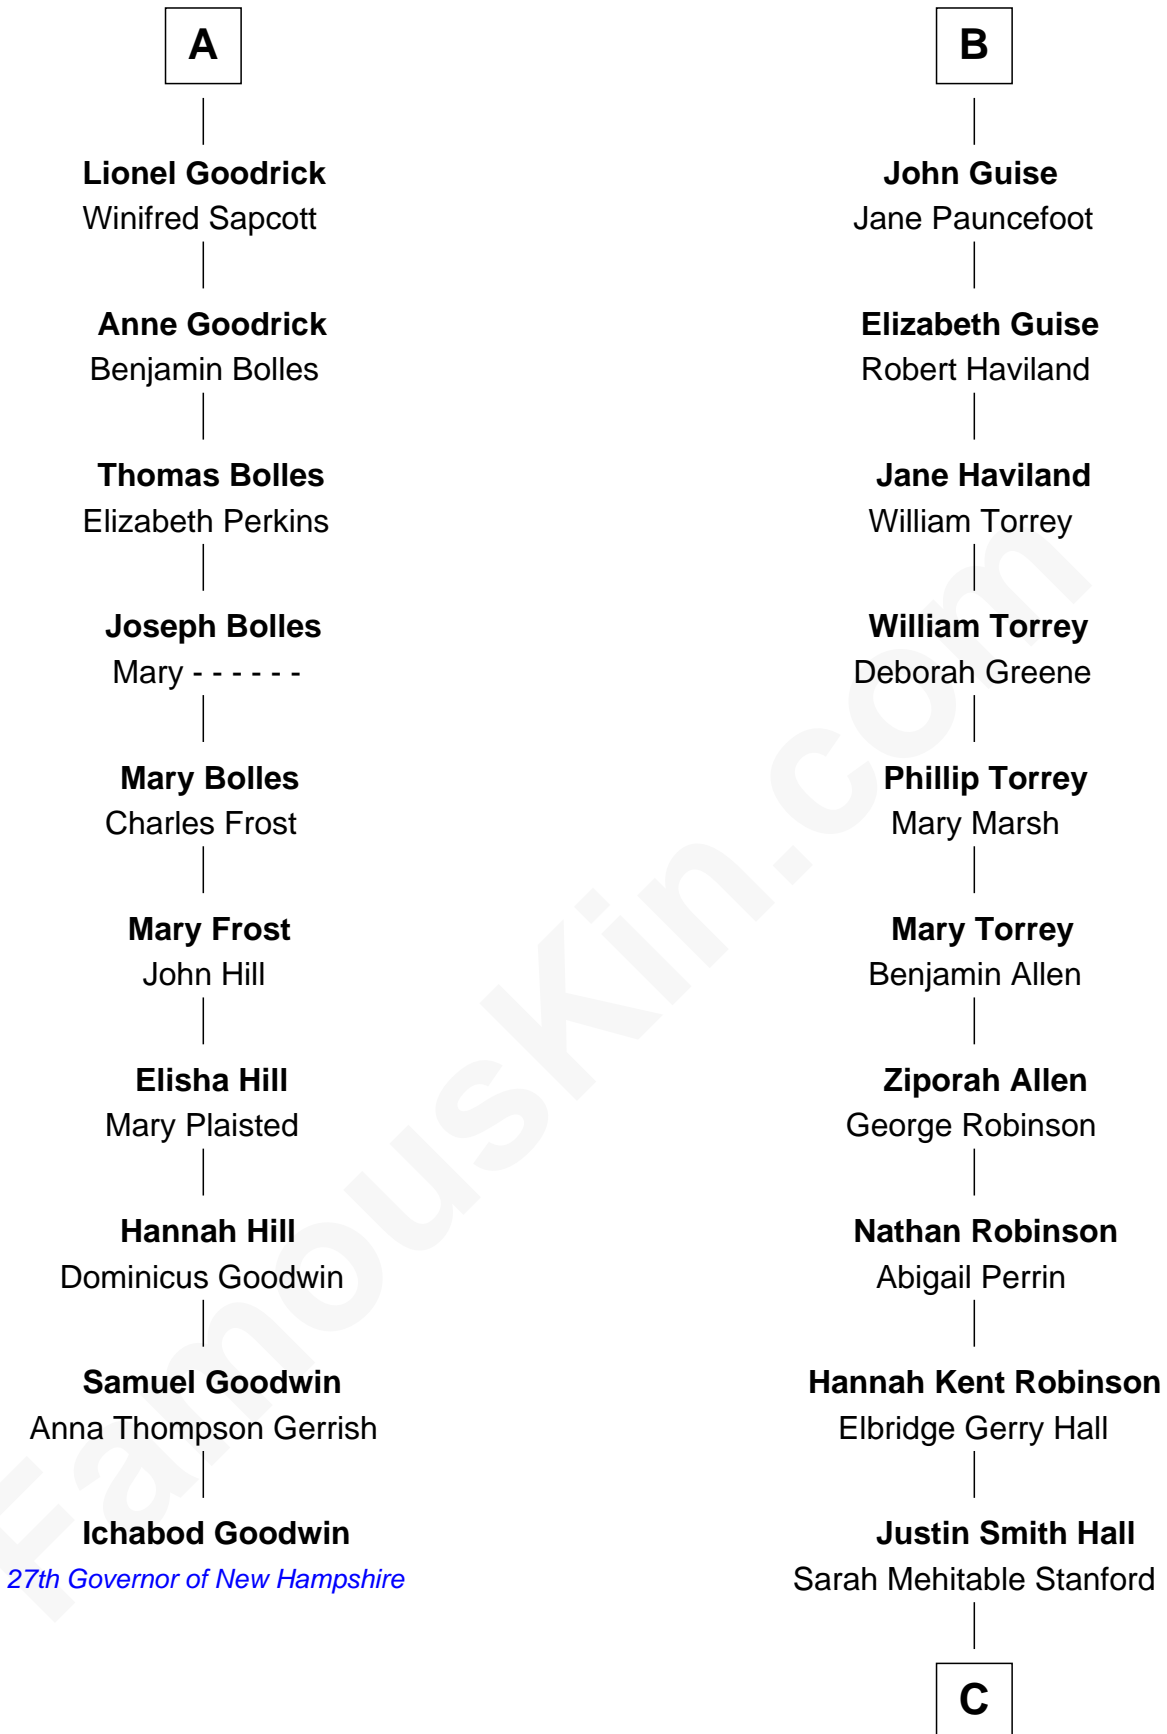 A
Lionel Goodrick
Winifred Sapcott
Anne Goodrick
Benjamin Bolles
Thomas Bolles
Elizabeth Perkins
Joseph Bolles
Mary - - - - - -
Mary Bolles
Charles Frost
Mary Frost
John Hill
Elisha Hill
Mary Plaisted
Hannah Hill
Dominicus Goodwin
Samuel Goodwin
Anna Thompson Gerrish
Ichabod Goodwin
27th Governor of New Hampshire
B
John Guise
Jane Pauncefoot
Elizabeth Guise
Robert Haviland
Jane Haviland
William Torrey
William Torrey
Deborah Greene
Phillip Torrey
Mary Marsh
Mary Torrey
Benjamin Allen
Ziporah Allen
George Robinson
Nathan Robinson
Abigail Perrin
Hannah Kent Robinson
Elbridge Gerry Hall
Justin Smith Hall
Sarah Mehitable Stanford
C
FamousKin.com